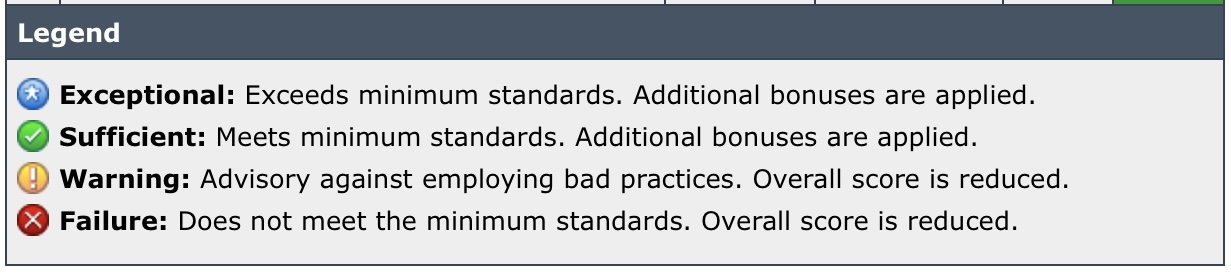 Legend
Exceptional: Exceeds minimum standards. Additional bonuses are applied.
Sufficient: Meets minimum standards. Additional bonuses are applied.
Warning: Advisory against employing bad practices. Overall score is reduced.
Failure: Does not meet the minimum standards. Overall score is reduced.